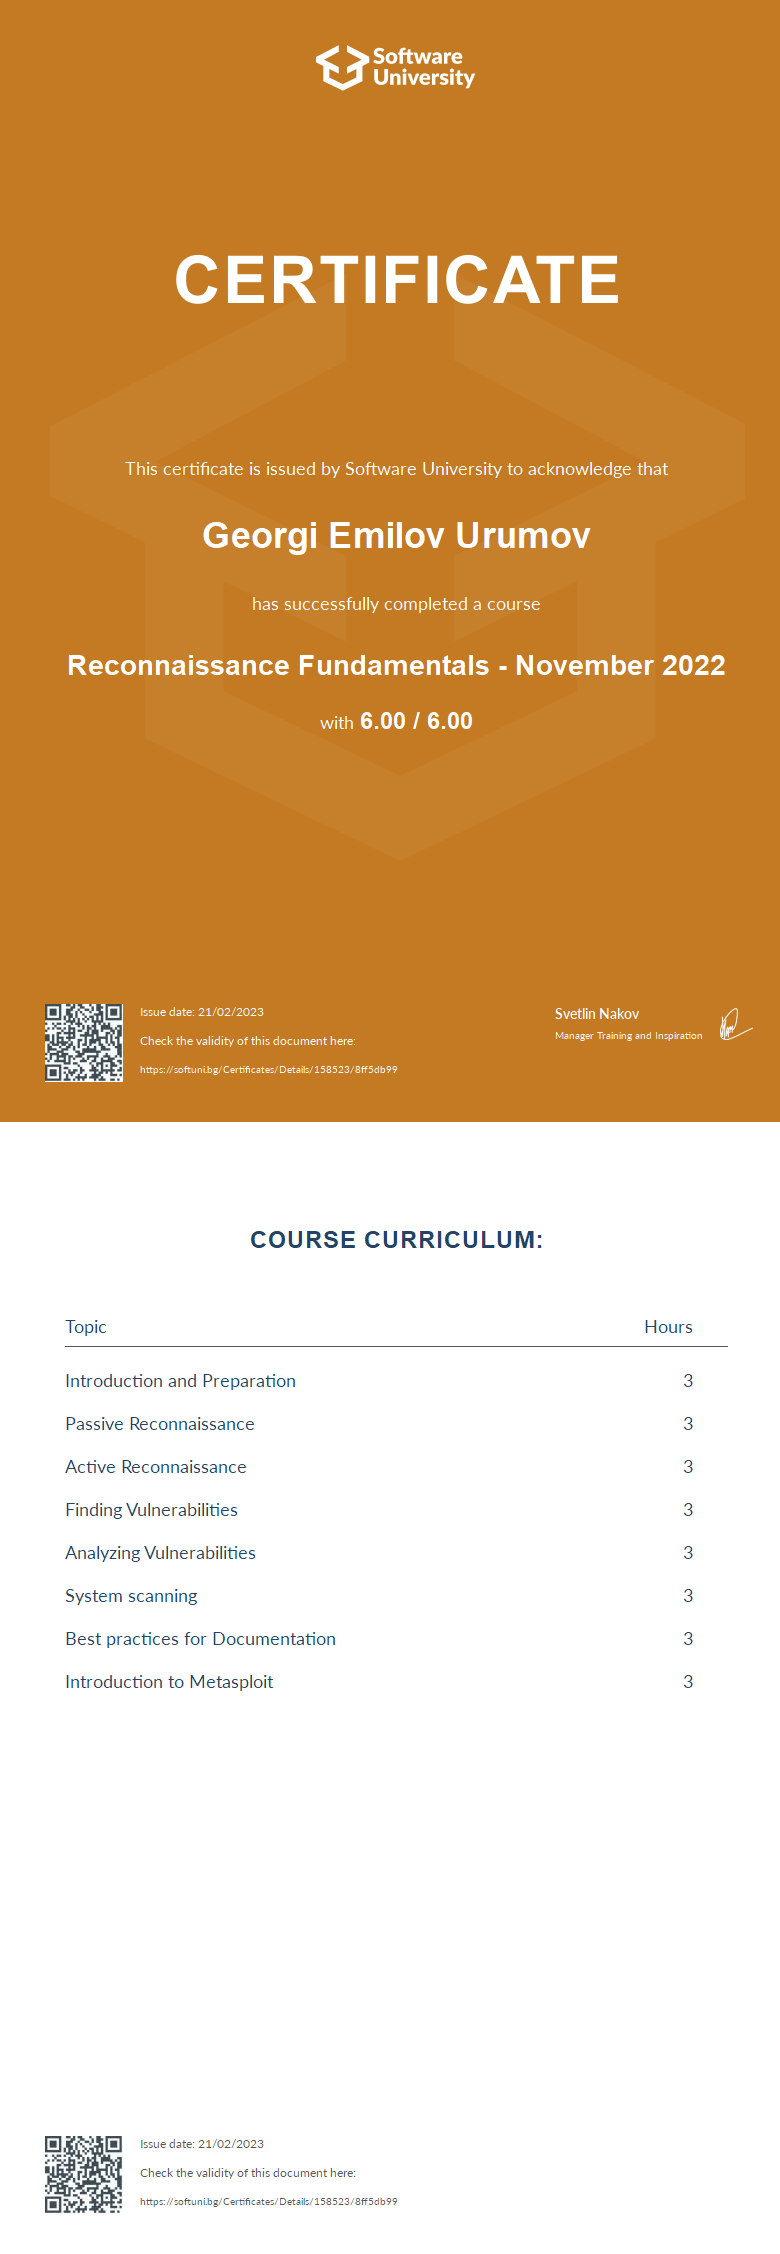 Software
University
CERTIFICATE
This certificate is issued by Software University to acknowledge that
Georgi Emilov Urumov
has successfully completed a course
Reconnaissance Fundamentals - November 2022
with 6.00 / 6.00
Issue date: 21/02/2023
Check the validity of this document here:
https://softuni.bg/Certificates/Details/158523/8ff5db99
Svetlin Nakov
Manager Training and Inspiration
COURSE CURRICULUM:
Topic Hours
Introduction and Preparation 3
Passive Reconnaissance 3
Active Reconnaissance 3
Finding Vulnerabilities 3
Analyzing Vulnerabilities 3
System scanning 3
Best practices for Documentation 3
Introduction to Metasploit 3
Issue date: 21/02/2023
Check the validity of this document here:
https://softuni.bg/Certificates/Details/158523/8ff5db99